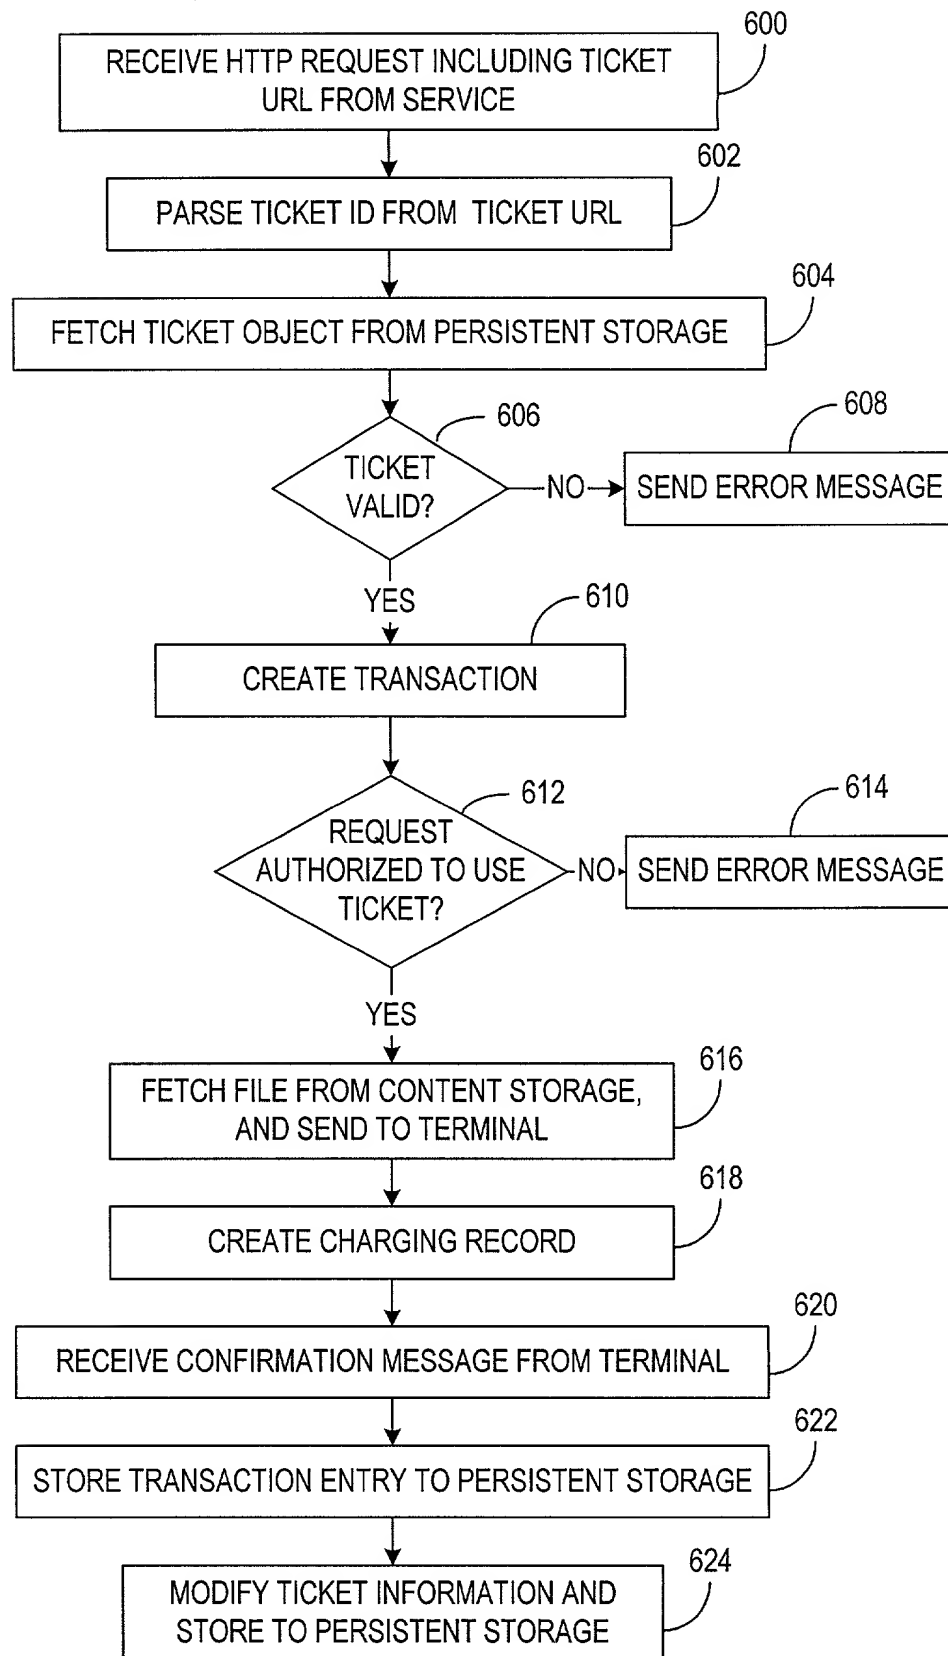 600
RECEIVE HTTP REQUEST INCLUDING TICKET
URL FROM SERVICE
602
PARSE TICKET ID FROM TICKET URL
604
FETCH TICKET OBJECT FROM PERSISTENT STORAGE
606
TICKET
VALID?
NO
608
SEND ERROR MESSAGE
YES
610
CREATE TRANSACTION
612
REQUEST
AUTHORIZED TO USE
TICKET?
NO
614
SEND ERROR MESSAGE
YES
616
FETCH FILE FROM CONTENT STORAGE,
AND SEND TO TERMINAL
618
CREATE CHARGING RECORD
620
RECEIVE CONFIRMATION MESSAGE FROM TERMINAL
622
STORE TRANSACTION ENTRY TO PERSISTENT STORAGE
624
MODIFY TICKET INFORMATION AND
STORE TO PERSISTENT STORAGE